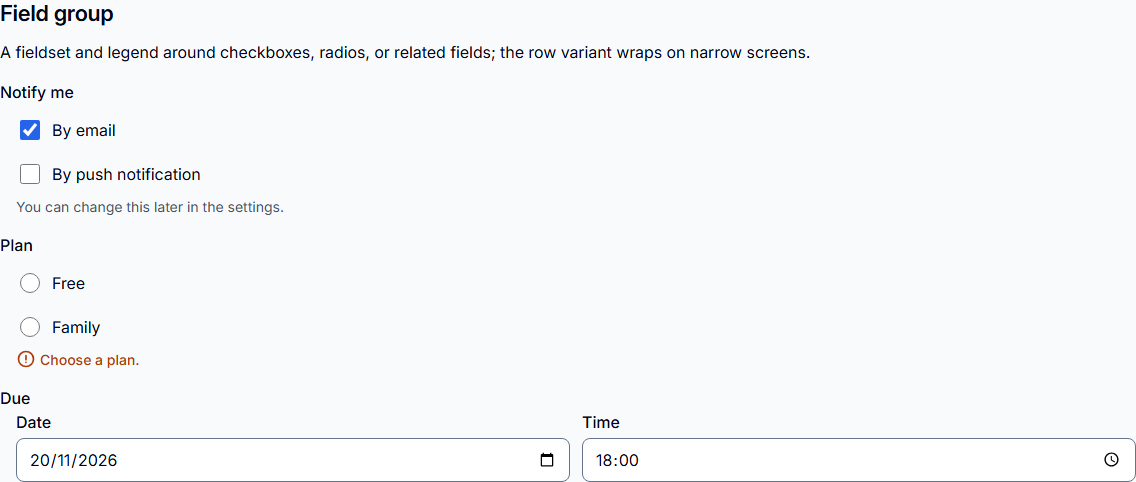 Field group
A fieldset and legend around checkboxes, radios, or related fields; the row variant wraps on narrow screens.
Notify me
By email
By push notification
You can change this later in the settings.
Plan
Free
Family
Choose a plan.
Due
Date Time
20/11/2026 18:00